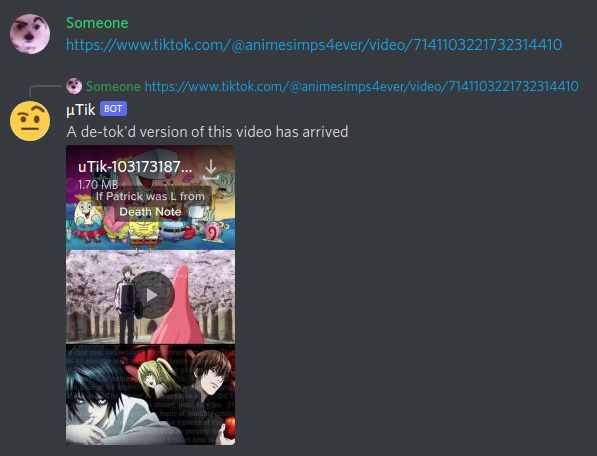 Someone
https://www.tiktok.com/@animesimps4ever/video/7141103221732314410
Someone https://www.tiktok.com/@animesimps4ever/video/7141103221732314410
µTik BOT
A de-tok'd version of this video has arrived
uTik-103173187...
1.70 MB
If Patrick was L from
Death Note